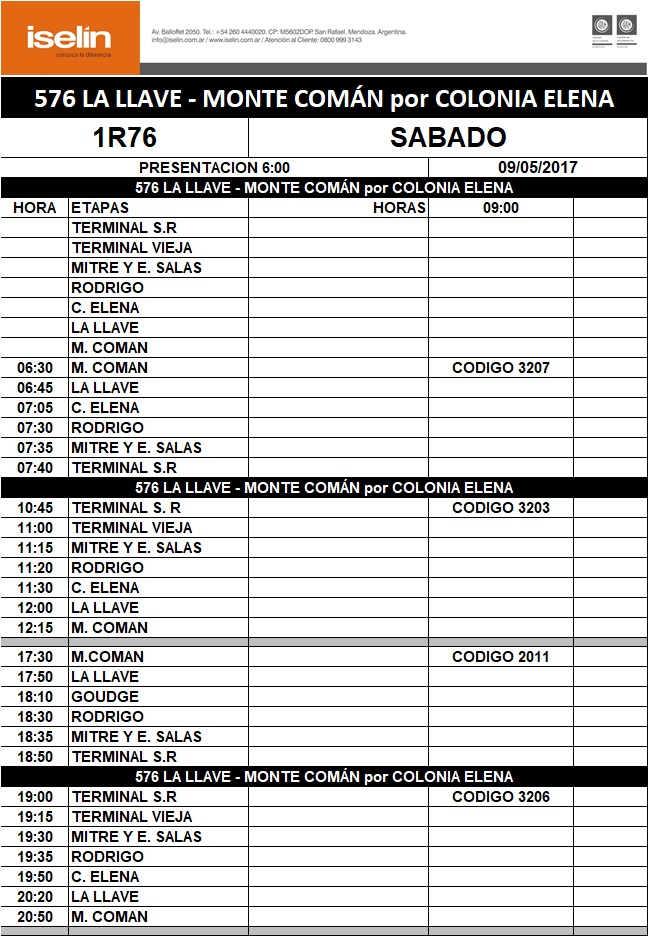 iselín
conozca la diferencia
Av. Balloffet 2050. Tel.: +54 260 4440020. CP: M5602DOP. San Rafael. Mendoza. Argentina.
info@iselin.com.ar / www.iselin.com.ar / Atención al Cliente: 0800 999 3143
576 LA LLAVE - MONTE COMÁN por COLONIA ELENA
1R76 SABADO
PRESENTACION 6:00 09/05/2017
576 LA LLAVE - MONTE COMÁN por COLONIA ELENA
HORA ETAPAS HORAS 09:00
TERMINAL S.R
TERMINAL VIEJA
MITRE Y E. SALAS
RODRIGO
C. ELENA
LA LLAVE
M. COMAN
06:30 M. COMAN CODIGO 3207
06:45 LA LLAVE
07:05 C. ELENA
07:30 RODRIGO
07:35 MITRE Y E. SALAS
07:40 TERMINAL S.R
576 LA LLAVE - MONTE COMÁN por COLONIA ELENA
10:45 TERMINAL S. R CODIGO 3203
11:00 TERMINAL VIEJA
11:15 MITRE Y E. SALAS
11:20 RODRIGO
11:30 C. ELENA
12:00 LA LLAVE
12:15 M. COMAN
17:30 M.COMAN CODIGO 2011
17:50 LA LLAVE
18:10 GOUDGE
18:30 RODRIGO
18:35 MITRE Y E. SALAS
18:50 TERMINAL S.R
576 LA LLAVE - MONTE COMÁN por COLONIA ELENA
19:00 TERMINAL S.R CODIGO 3206
19:15 TERMINAL VIEJA
19:30 MITRE Y E. SALAS
19:35 RODRIGO
19:50 C. ELENA
20:20 LA LLAVE
20:50 M. COMAN